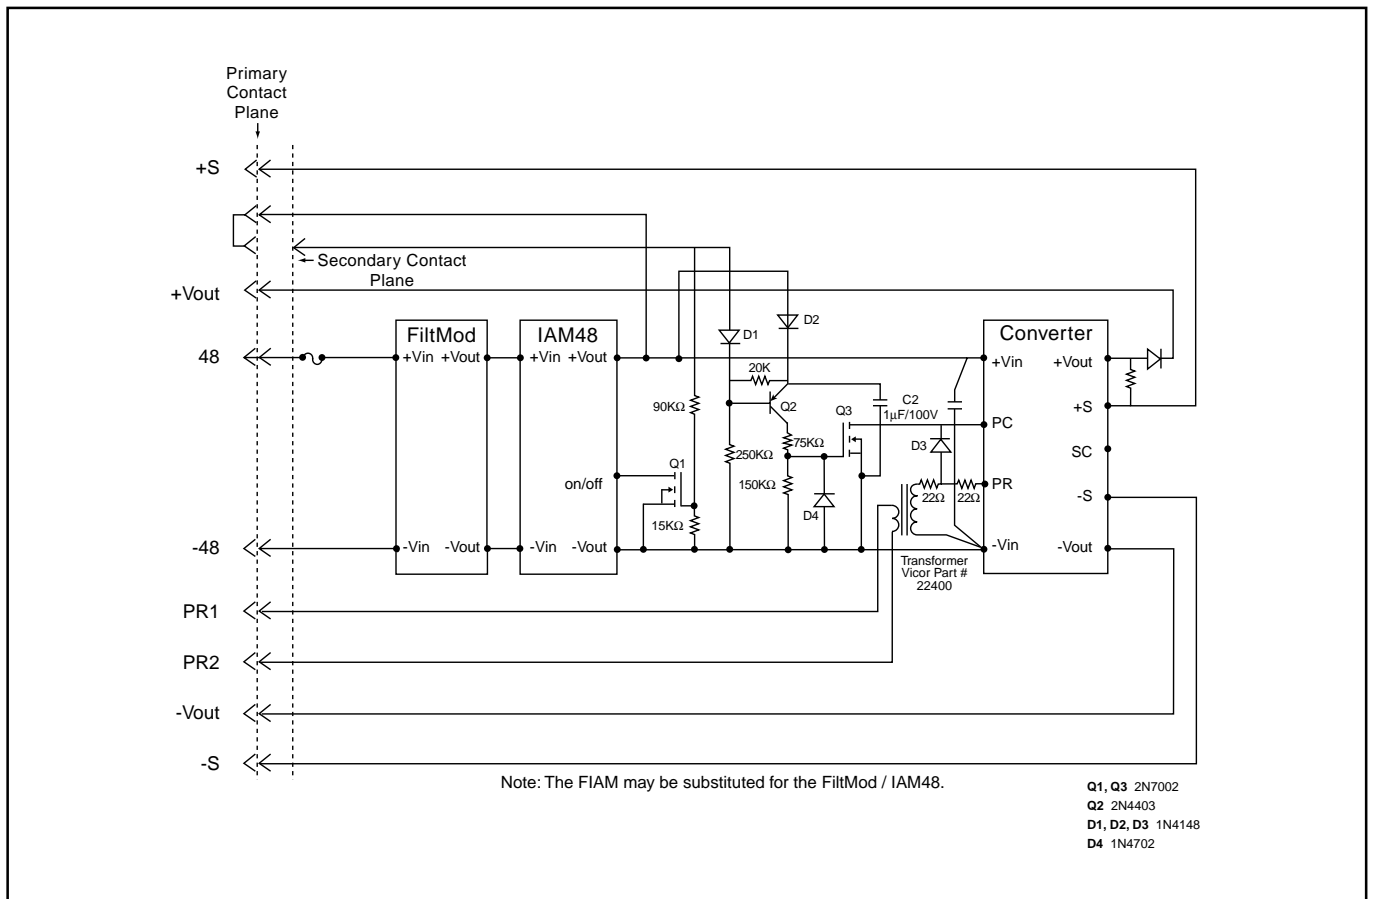 Primary
Contact
Plane
+S
Secondary Contact
Plane
+Vout
FiltMod
IAM48
D1
D2
Converter
48
+Vin +Vout
+Vin +Vout
+Vin
+Vout
20K
90KΩ
Q2
Q3
C2
1µF/100V
+S
PC
75KΩ
D3
250KΩ
SC
Q1
on/off
150KΩ
PR
22Ω
22Ω
-S
15KΩ
D4
-48
-Vin -Vout
-Vin -Vout
-Vin
-Vout
Transformer
Vicor Part #
22400
PR1
PR2
-Vout
-S
Note: The FIAM may be substituted for the FiltMod / IAM48.
Q1, Q3 2N7002
Q2 2N4403
D1, D2, D3 1N4148
D4 1N4702